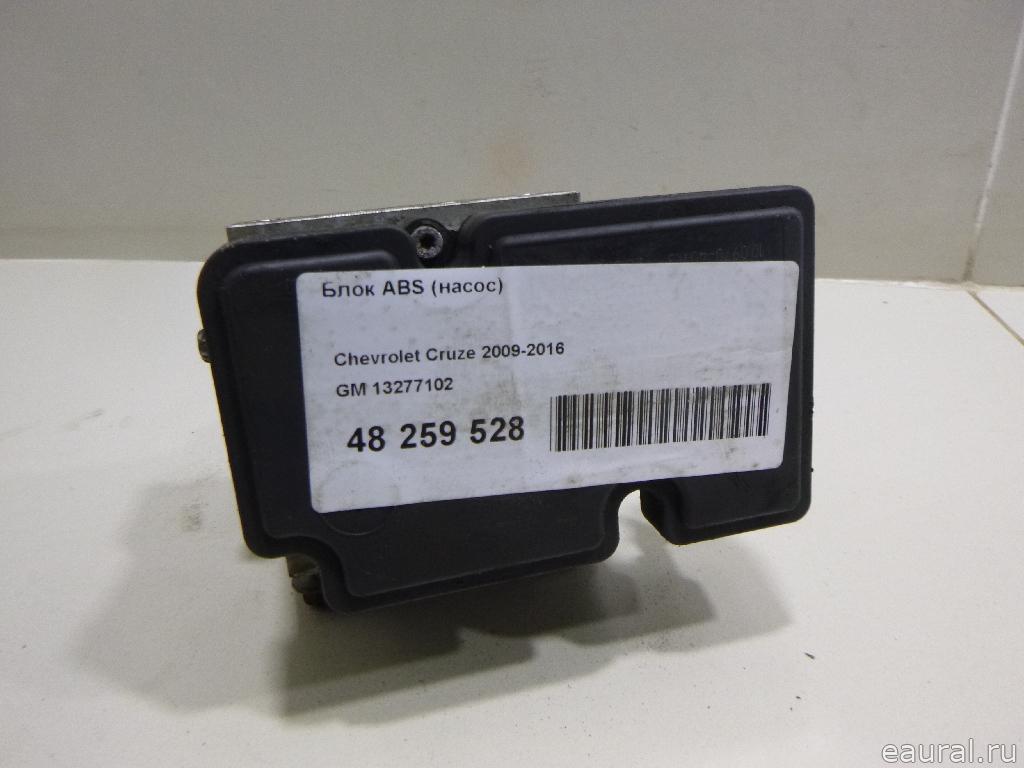 Блок ABS (насос)
Chevrolet Cruze 2009-2016
GM 13277102
48 259 528
eaural.ru